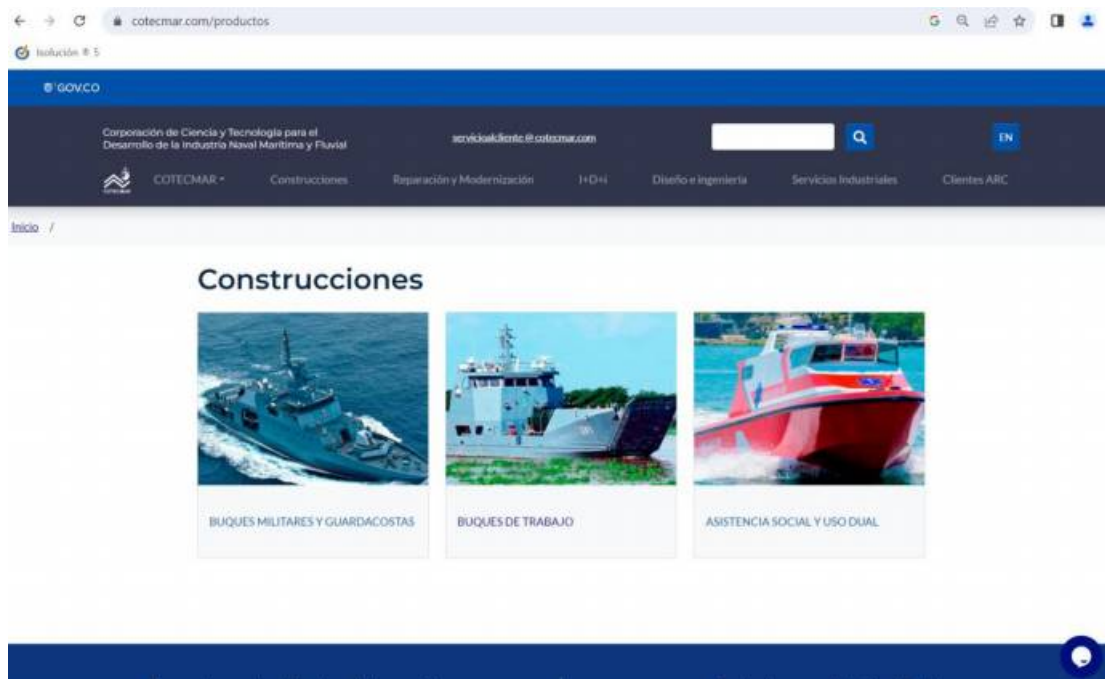 cotecmar.com/productos
Isolución ® 5
GOV.CO
Corporación de Ciencia y Tecnología para el
Desarrollo de la Industria Naval Marítima y Fluvial
servicioalcliente@cotecmar.com
EN
COTECMAR
COTECMAR Construcciones Reparación y Modernización I+D+i Diseño e ingeniería Servicios Industriales Clientes ARC
Inicio /
Construcciones
BUQUES MILITARES Y GUARDACOSTAS
BUQUES DE TRABAJO
ASISTENCIA SOCIAL Y USO DUAL